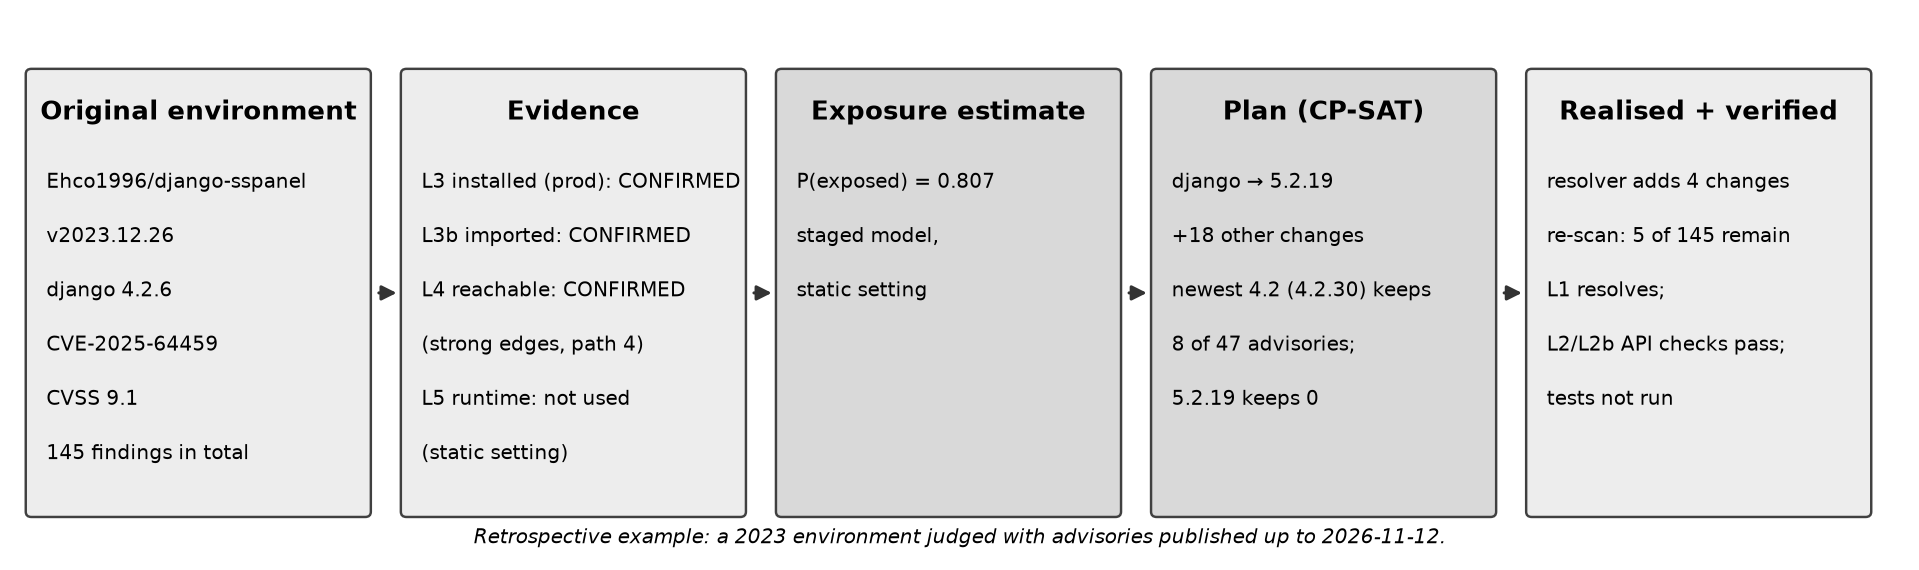 Original environment
Ehco1996/django-sspanel
v2023.12.26
django 4.2.6
CVE-2025-64459
CVSS 9.1
145 findings in total
Evidence
L3 installed (prod): CONFIRMED
L3b imported: CONFIRMED
L4 reachable: CONFIRMED
(strong edges, path 4)
L5 runtime: not used
(static setting)
Exposure estimate
P(exposed) = 0.807
staged model,
static setting
Plan (CP-SAT)
django → 5.2.19
+18 other changes
newest 4.2 (4.2.30) keeps
8 of 47 advisories;
5.2.19 keeps 0
Realised + verified
resolver adds 4 changes
re-scan: 5 of 145 remain
L1 resolves;
L2/L2b API checks pass;
tests not run
Retrospective example: a 2023 environment judged with advisories published up to 2026-11-12.